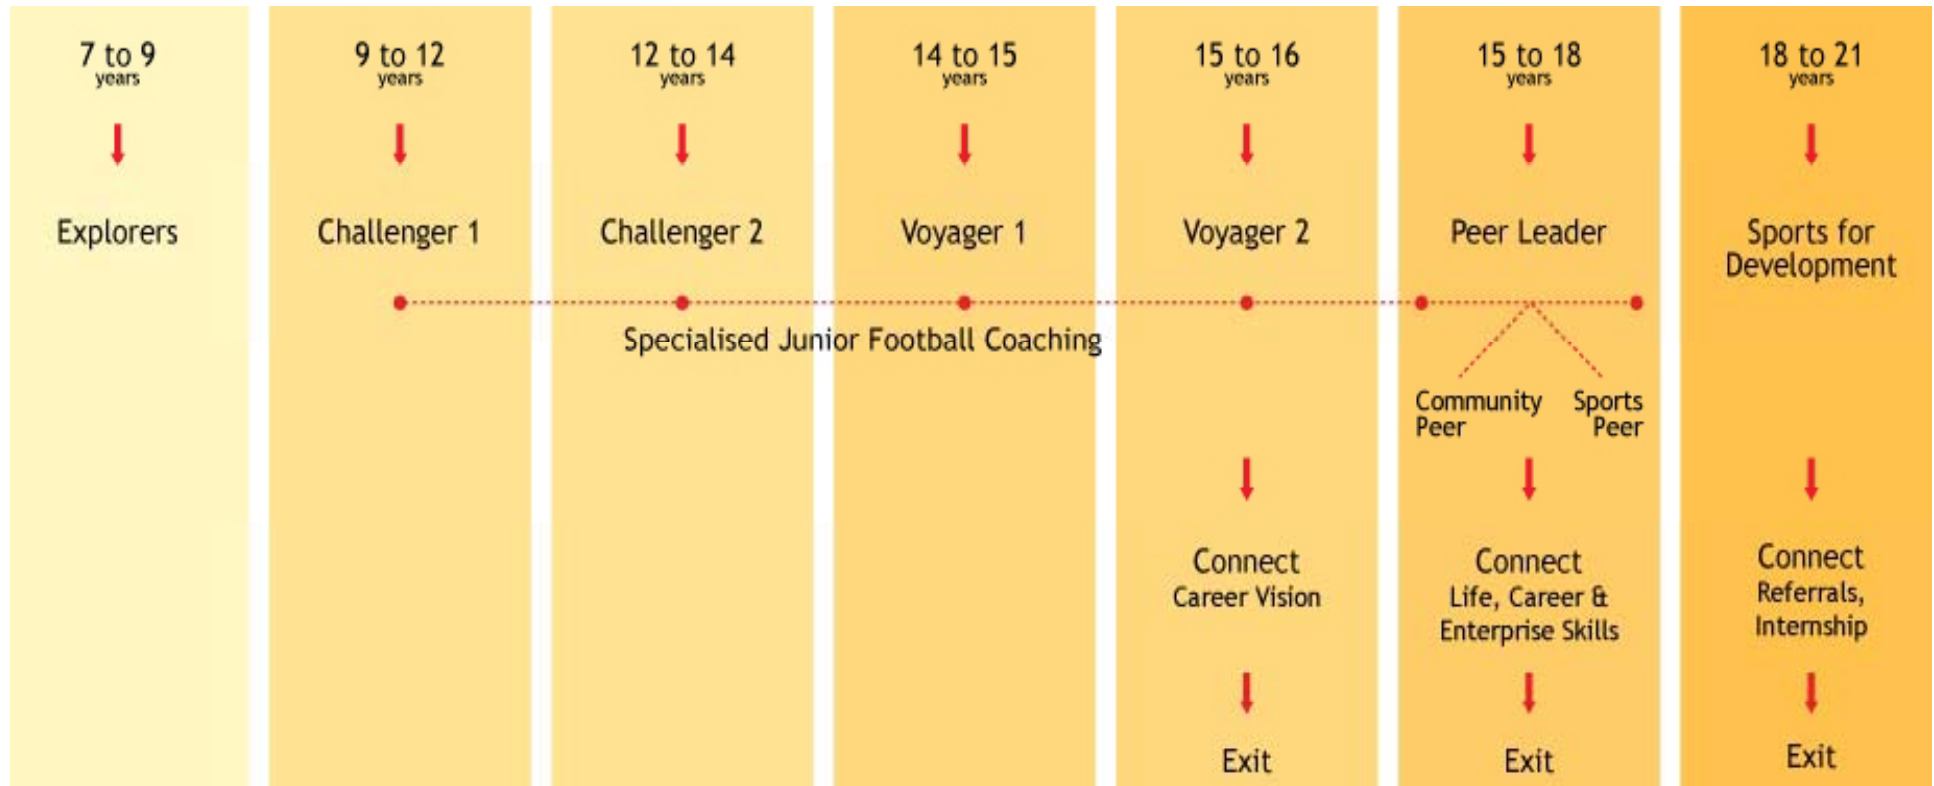 7 to 9
years
9 to 12
years
12 to 14
years
14 to 15
years
15 to 16
years
15 to 18
years
18 to 21
years
Explorers
Challenger 1
Challenger 2
Voyager 1
Voyager 2
Peer Leader
Sports for
Development
Specialised Junior Football Coaching
Community
Peer
Sports
Peer
Connect
Career Vision
Connect
Life, Career &
Enterprise Skills
Connect
Referrals,
Internship
Exit
Exit
Exit